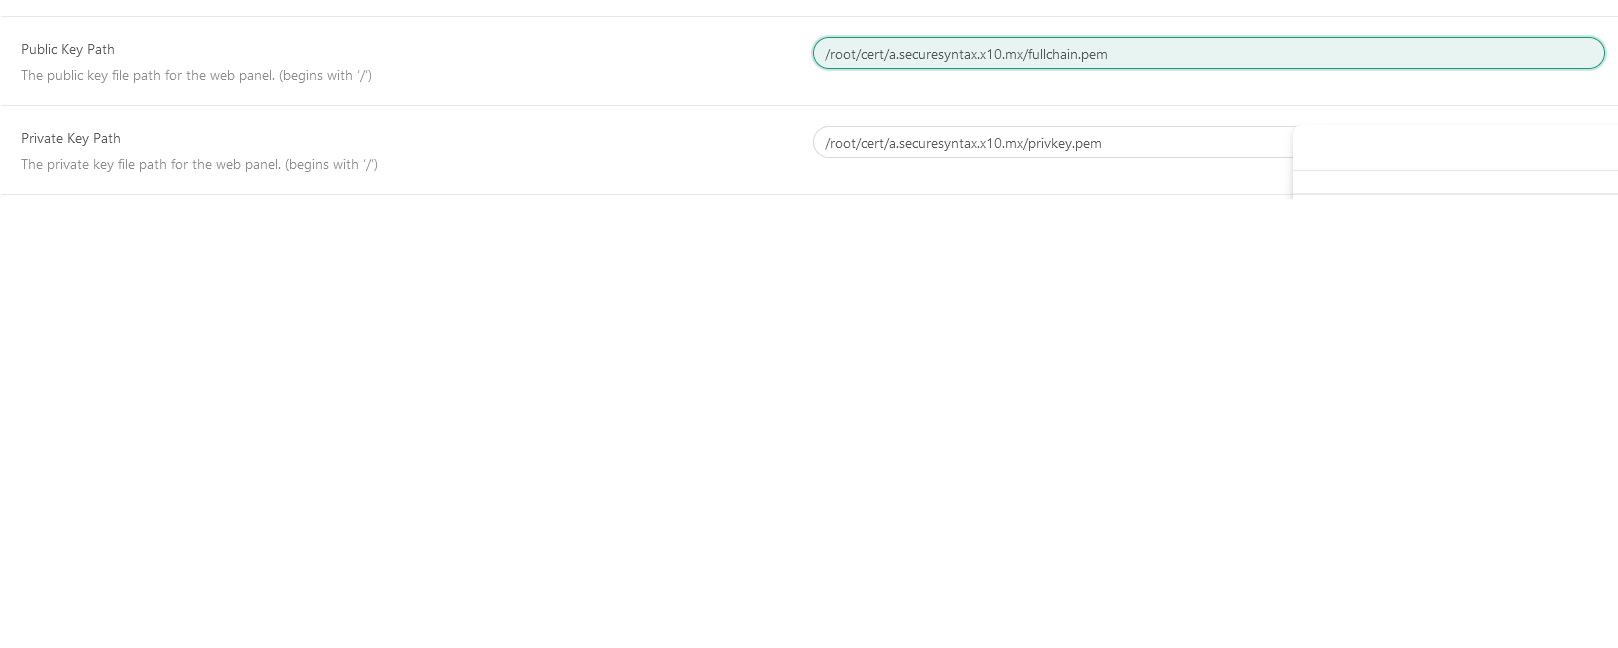 Public Key Path
/root/cert/a.securesyntax.x10.mx/fullchain.pem
The public key file path for the web panel. (begins with '/')
Private Key Path
/root/cert/a.securesyntax.x10.mx/privkey.pem
The private key file path for the web panel. (begins with '/')